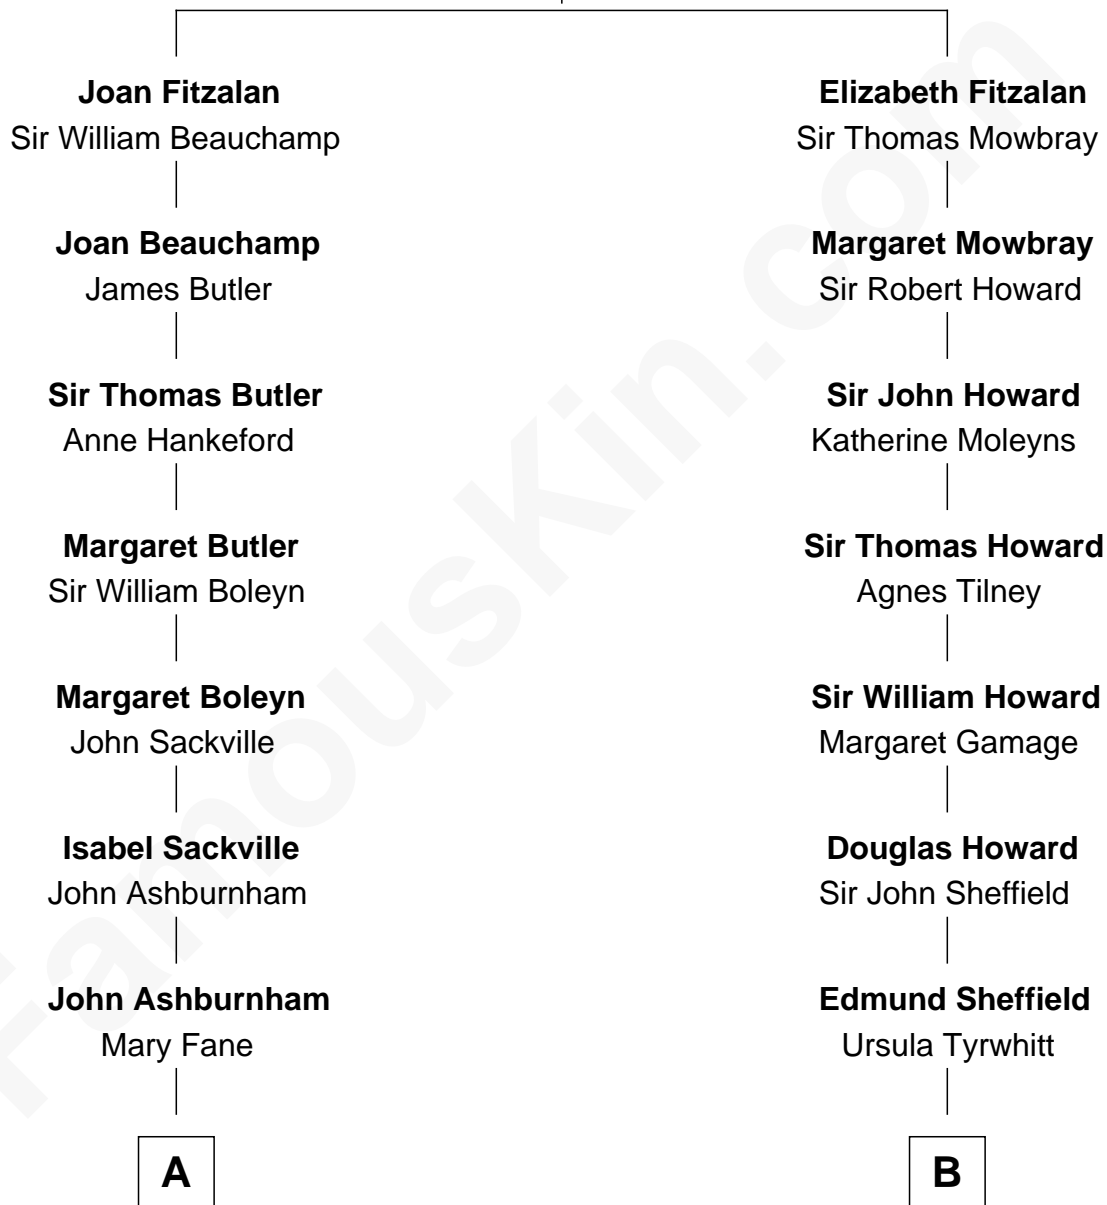 Joan Fitzalan
Sir William Beauchamp
Joan Beauchamp
James Butler
Sir Thomas Butler
Anne Hankeford
Margaret Butler
Sir William Boleyn
Margaret Boleyn
John Sackville
Isabel Sackville
John Ashburnham
John Ashburnham
Mary Fane
A
Elizabeth Fitzalan
Sir Thomas Mowbray
Margaret Mowbray
Sir Robert Howard
Sir John Howard
Katherine Moleyns
Sir Thomas Howard
Agnes Tilney
Sir William Howard
Margaret Gamage
Douglas Howard
Sir John Sheffield
Edmund Sheffield
Ursula Tyrwhitt
B
FamousKin.com